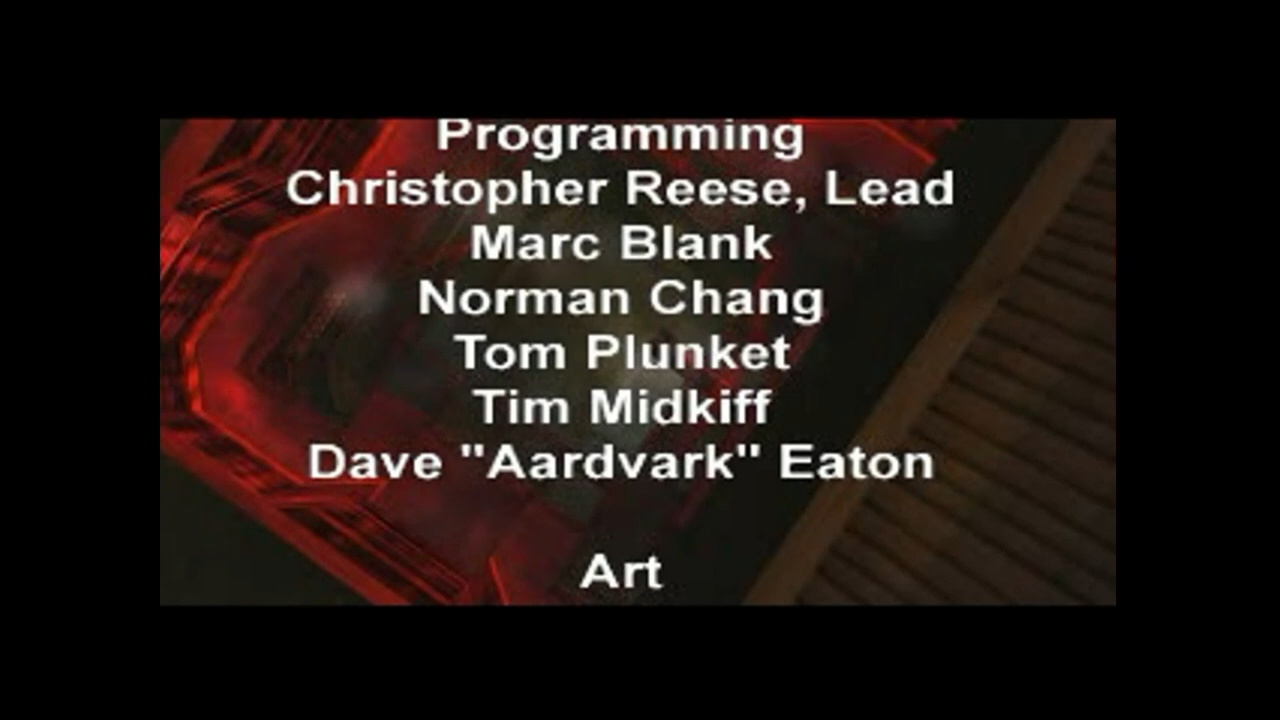 Programming
Christopher Reese, Lead
Marc Blank
Norman Chang
Tom Plunket
Tim Midkiff
Dave "Aardvark" Eaton
Art